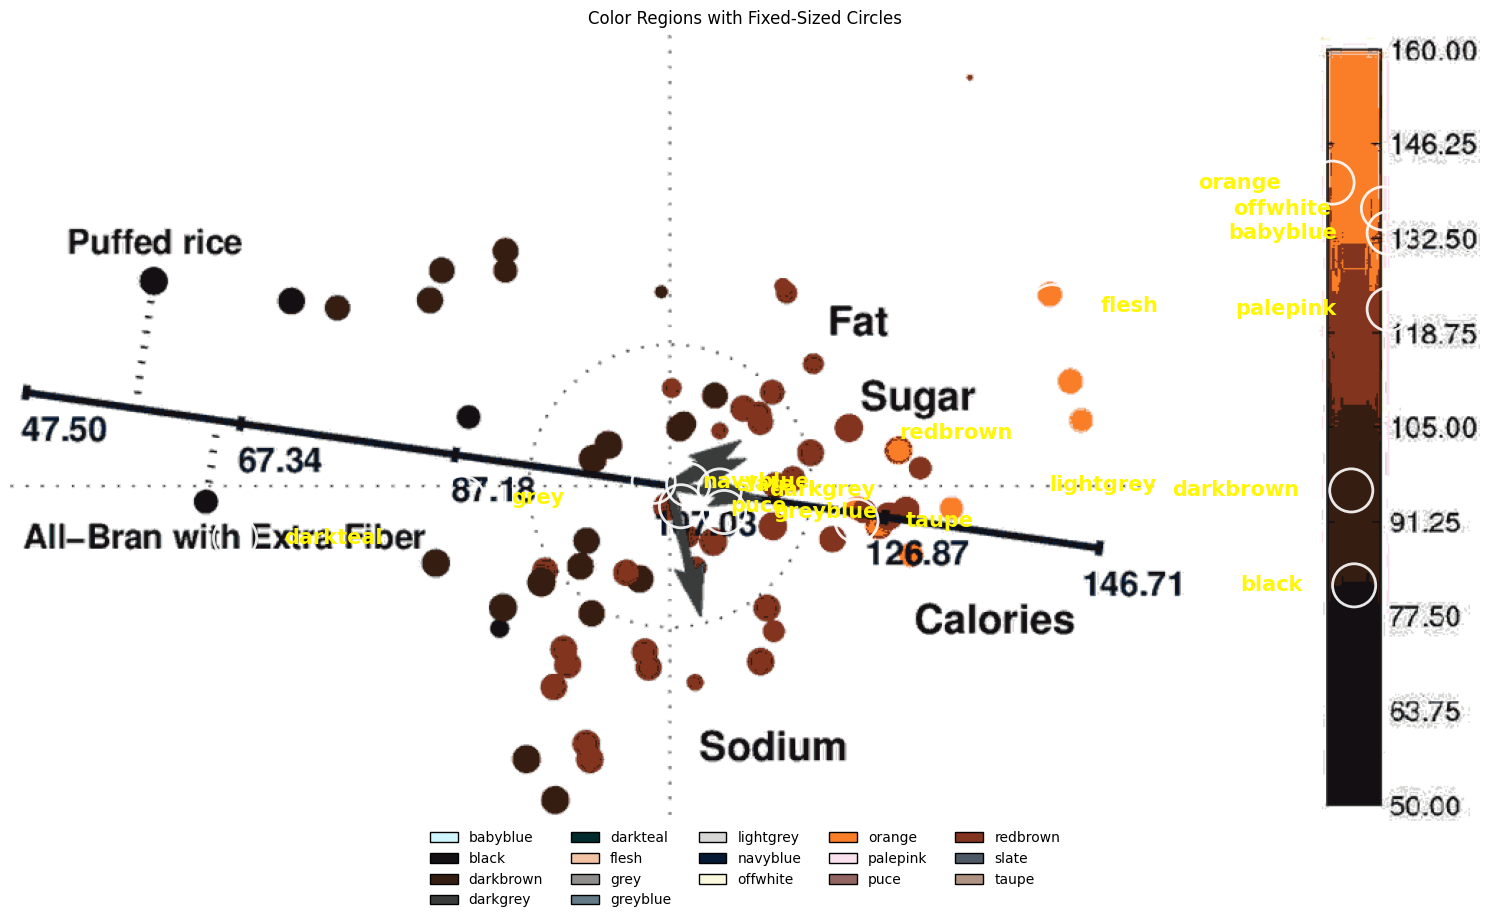 Color Regions with Fixed-Sized Circles
160.00
146.25
orange
offwhite
babyblue
132.50
Puffed rice
flesh
palepink
Fat
118.75
Sugar
47.50
105.00
redbrown
67.34
87.18
grey
navyblue
darkgrey
lightgrey
darkbrown
puce
greyblue
taupe
107.03
91.25
All–Bran with Extra Fiber
darkteal
126.87
146.71
black
Calories
77.50
63.75
Sodium
50.00
babyblue darkteal lightgrey orange redbrown
black flesh navyblue palepink slate
darkbrown grey offwhite puce taupe
darkgrey greyblue